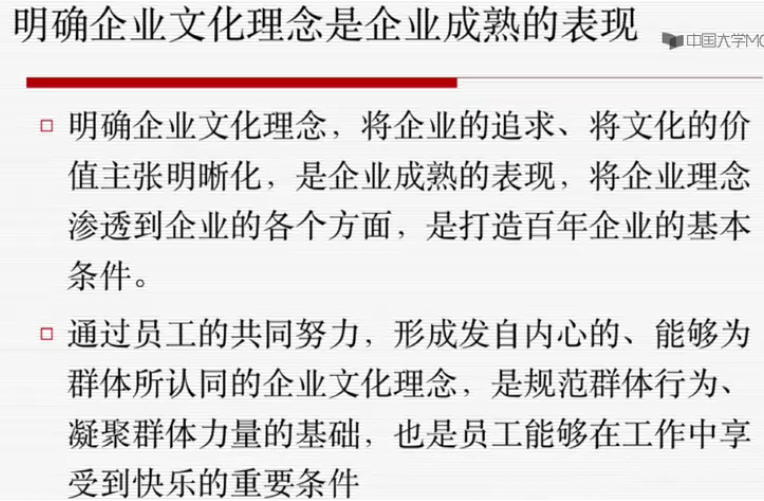 明确企业文化理念是企业成熟的表现
中国大学MO
明确企业文化理念，将企业的追求、将文化的价
值主张明晰化，是企业成熟的表现，将企业理念
渗透到企业的各个方面，是打造百年企业的基本
条件。
通过员工的共同努力，形成发自内心的、能够为
群体所认同的企业文化理念，是规范群体行为、
凝聚群体力量的基础，也是员工能够在工作中享
受到快乐的重要条件